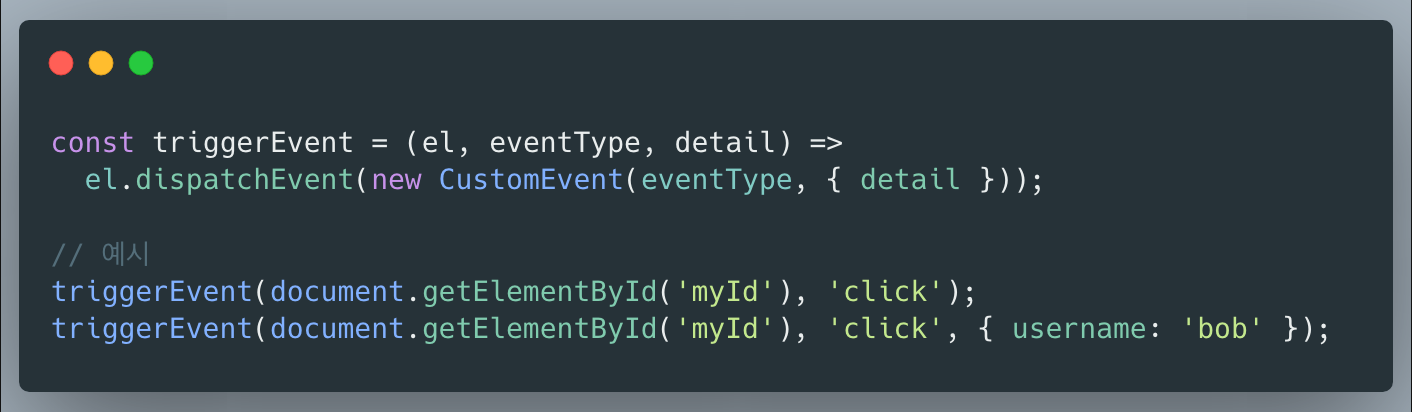 const triggerEvent = (el, eventType, detail) =>
  el.dispatchEvent(new CustomEvent(eventType, { detail }));

// 예시
triggerEvent(document.getElementById('myId'), 'click');
triggerEvent(document.getElementById('myId'), 'click', { username: 'bob' });